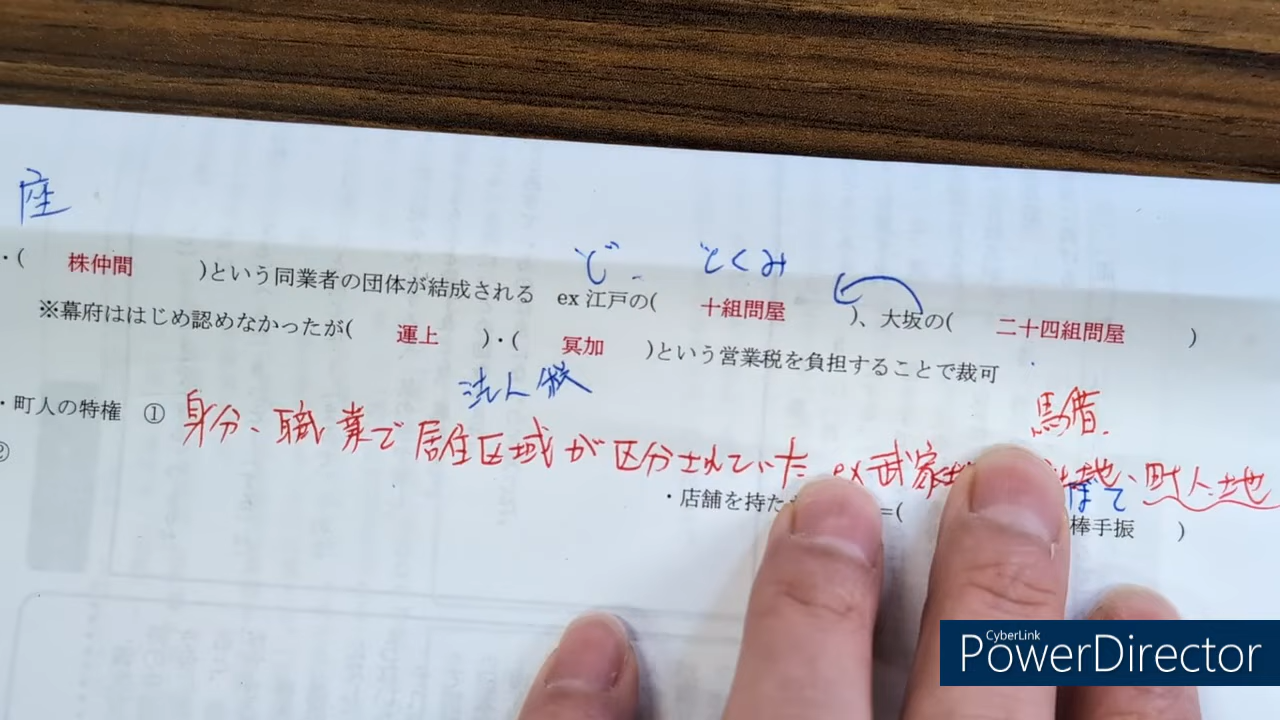 座
・( 株仲間 )という同業者の団体が結成される ex 江戸の( 十組問屋 )、大坂の( 二十四組問屋 )
とくみ
※幕府ははじめ認めなかったが( 運上 )・( 冥加 )という営業税を負担することで裁可
法人税
・町人の特権 ① 身分、職業で居住区域が区分されていた ex 武家地 地、町人地
②
・店舗を持た =( 棒手振 )
ぼて
CyberLink
PowerDirector